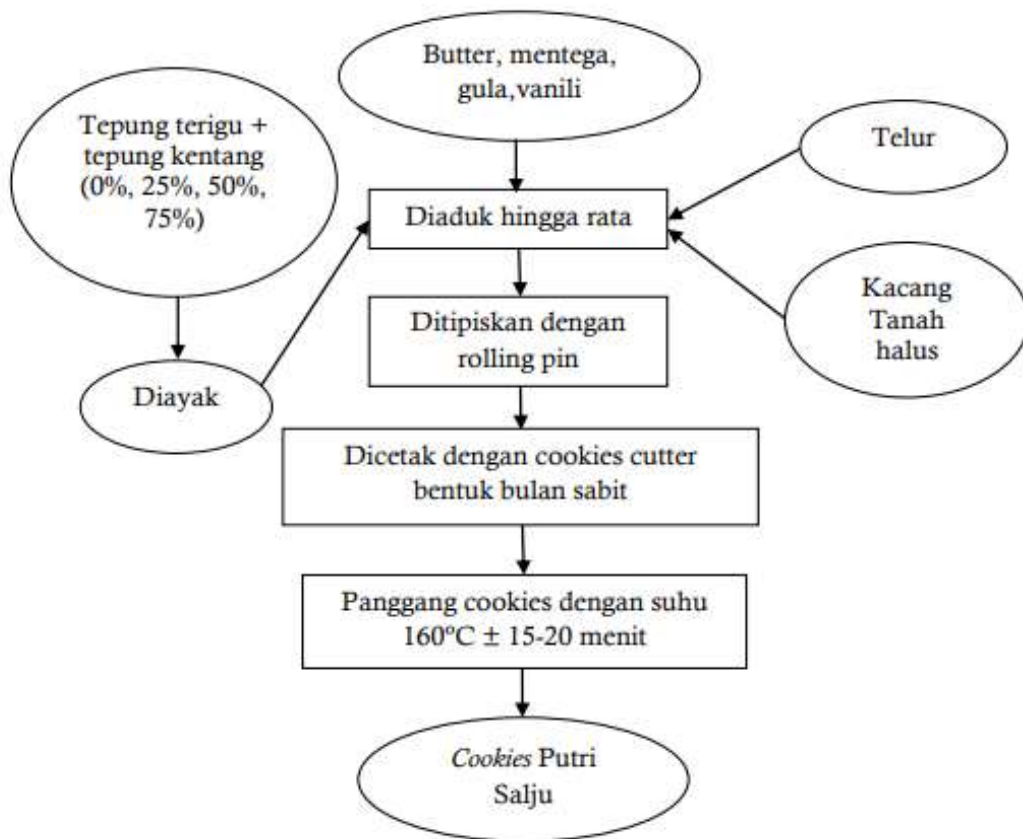 Butter, mentega,
gula,vanili
Tepung terigu +
tepung kentang
(0%, 25%, 50%,
75%)
Telur
Diaduk hingga rata
Kacang
Tanah
halus
Ditipiskan dengan
rolling pin
Diayak
Dicetak dengan cookies cutter
bentuk bulan sabit
Panggang cookies dengan suhu
160°C ± 15-20 menit
Cookies Putri
Salju